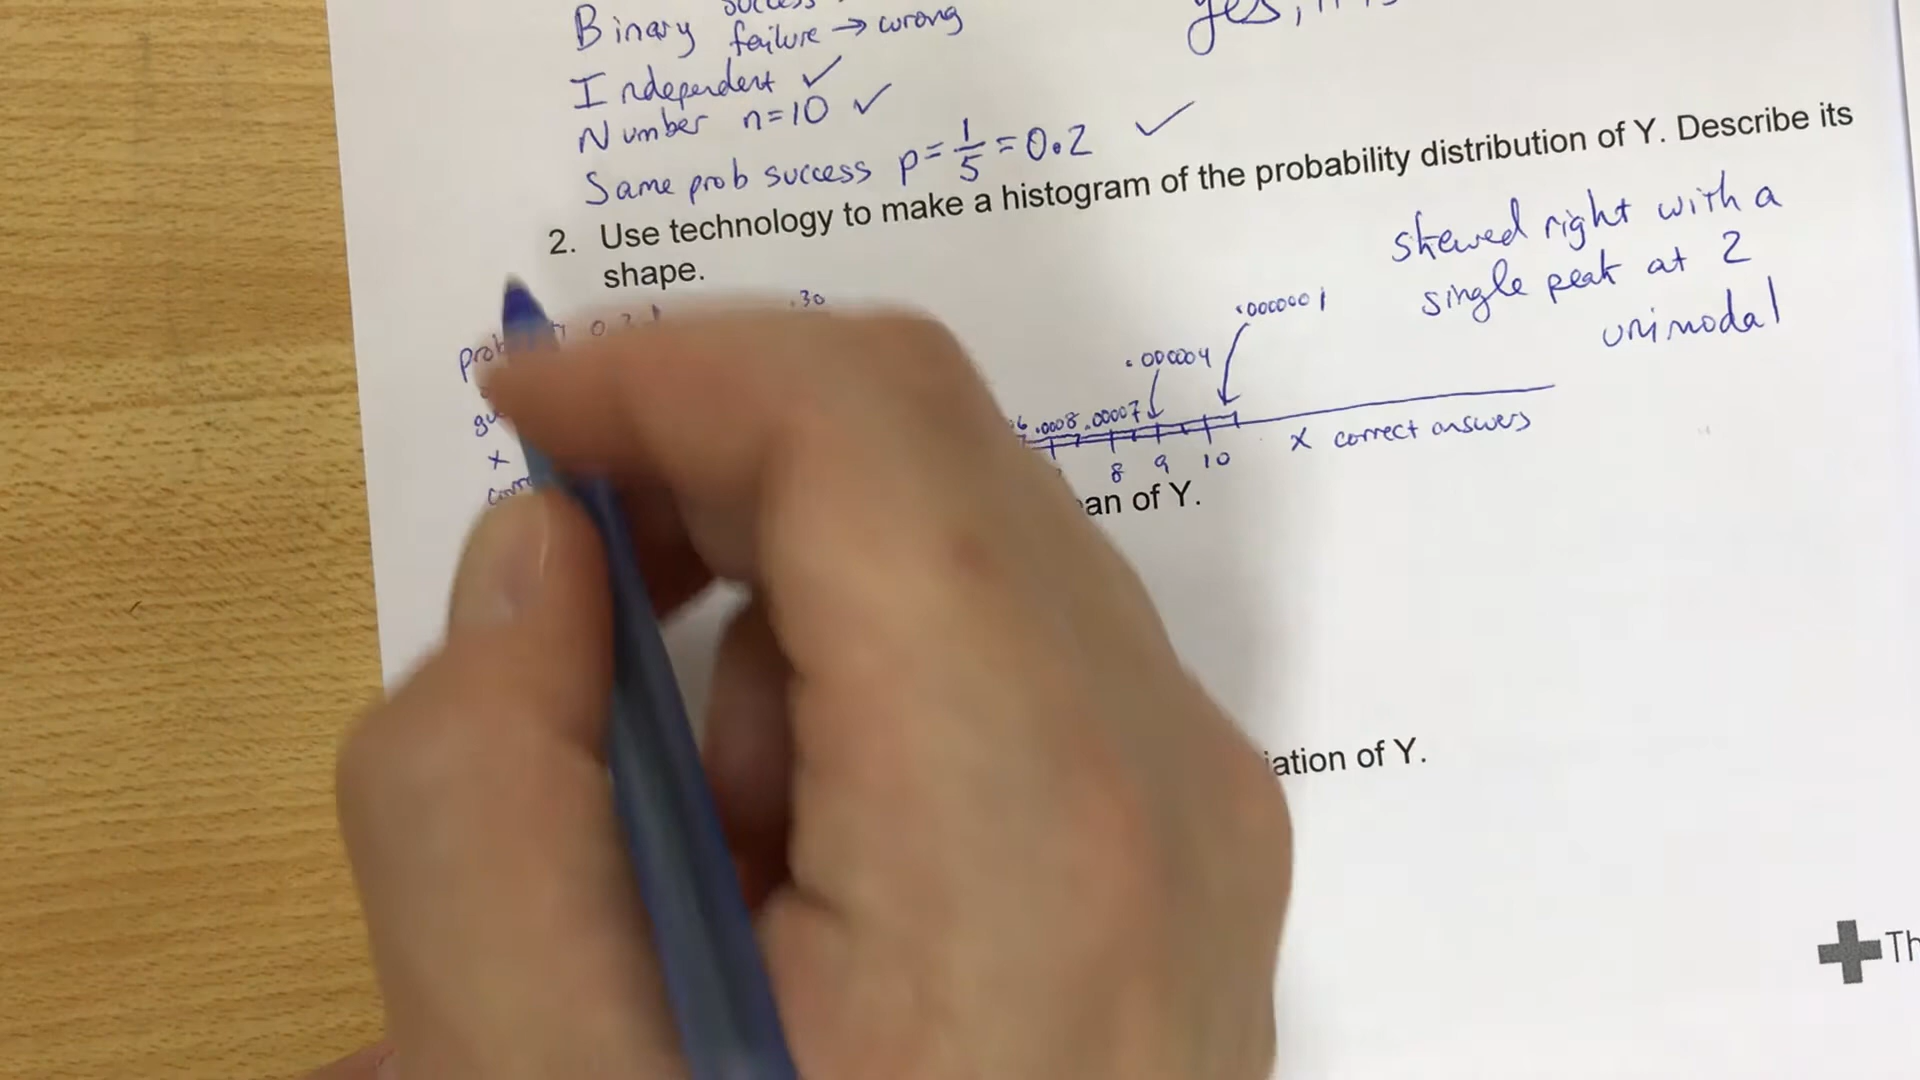 Binary
failure → wrong
yes,
Independent ✓
Number n=10 ✓
Same prob success p = 1/5 = 0.2 ✓
2. Use technology to make a histogram of the probability distribution of Y. Describe its
shape.
skewed right with a
single peak at 2
unimodal
.30
.0000001
.000004
.0008 .00007
8 9 10
x correct answers
an of Y.
iation of Y.
Th